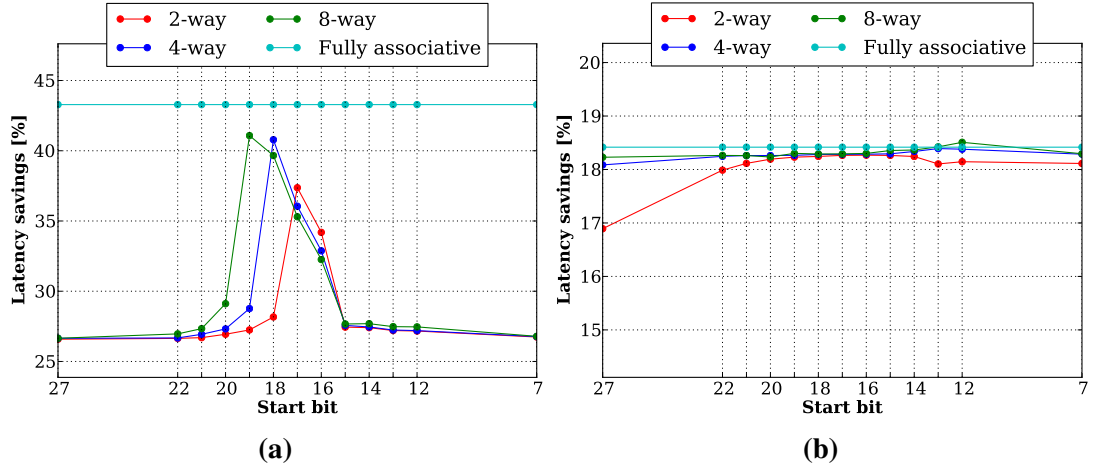 2-way 8-way
4-way Fully associative
Latency savings [%]
45
40
35
30
25
27 22 20 18 16 14 12 7
Start bit
(a)
2-way 8-way
4-way Fully associative
Latency savings [%]
20
19
18
17
16
15
27 22 20 18 16 14 12 7
Start bit
(b)